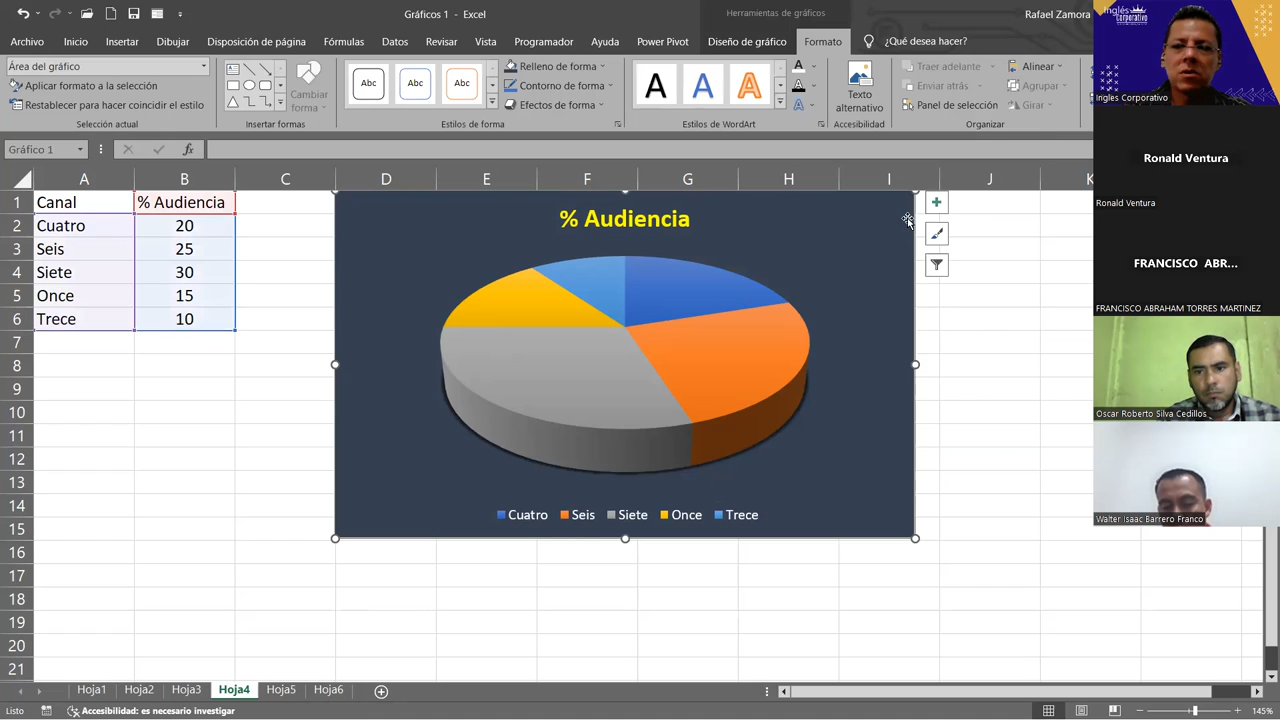 Gráficos 1 - Excel
Herramientas de gráficos
Rafael Zamora
Archivo Inicio Insertar Dibujar Disposición de página Fórmulas Datos Revisar Vista Programador Ayuda Power Pivot Diseño de gráfico Formato ¿Qué desea hacer?
Área del gráfico
Aplicar formato a la selección
Restablecer para hacer coincidir el estilo
Selección actual
Cambiar forma
Insertar formas
Abc Abc Abc
Relleno de forma
Contorno de forma
Efectos de forma
Estilos de forma
A A A
Estilos de WordArt
Texto alternativo
Accesibilidad
Traer adelante
Enviar atrás
Panel de selección
Alinear
Agrupar
Girar
Organizar
Gráfico 1
fx
A B C D E F G H I J K
1 Canal % Audiencia
2 Cuatro 20
3 Seis 25
4 Siete 30
5 Once 15
6 Trece 10
7
8
9
10
11
12
13
14
15
16
17
18
19
20
21
% Audiencia
Cuatro Seis Siete Once Trece
Hoja1 Hoja2 Hoja3 Hoja4 Hoja5 Hoja6
Listo
Accesibilidad: es necesario investigar
145%
Inglés
Corporativo
Ingles Corporativo
Ronald Ventura
Ronald Ventura
FRANCISCO ABR...
FRANCISCO ABRAHAM TORRES MARTINEZ
Oscar Roberto Silva Cedillos
Walter Isaac Barrero Franco